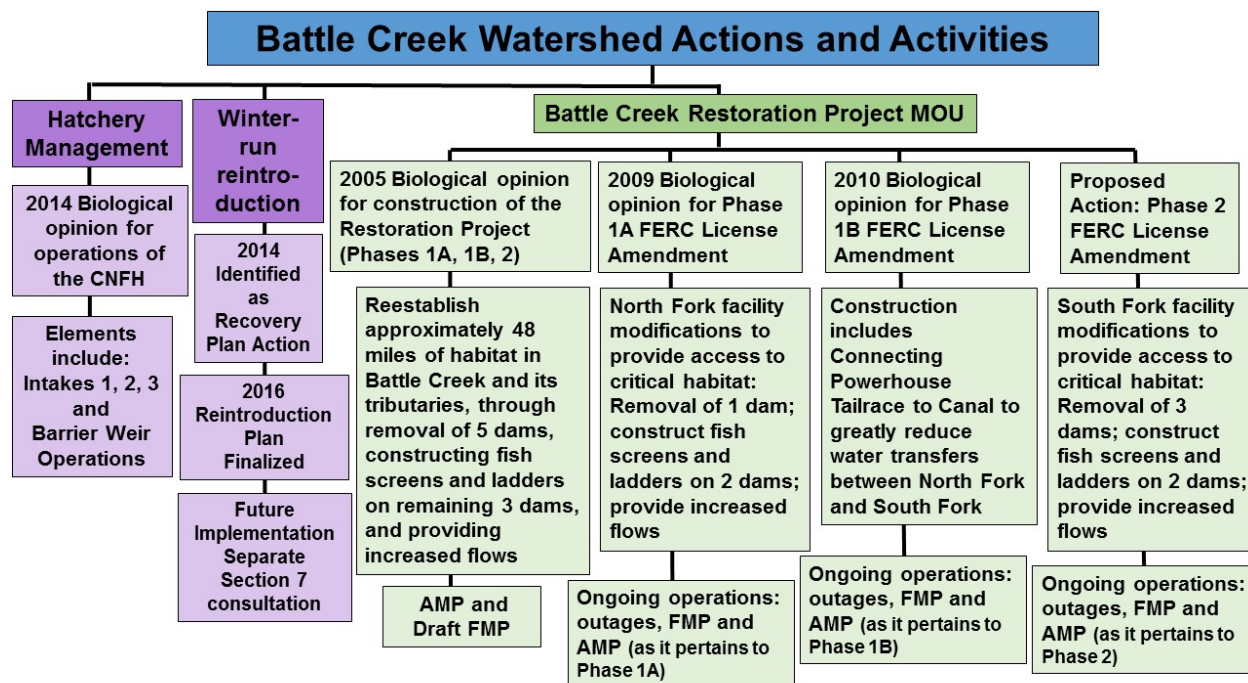 Battle Creek Watershed Actions and Activities
Hatchery
Management
2014 Biological
opinion for
operations of
the CNFH
Elements
include:
Intakes 1, 2, 3
and
Barrier Weir
Operations
Winter-
run
reintro-
duction
2014
Identified
as
Recovery
Plan Action
2016
Reintroduction
Plan
Finalized
Future
Implementation
Separate
Section 7
consultation
Battle Creek Restoration Project MOU
2005 Biological opinion
for construction of the
Restoration Project
(Phases 1A, 1B, 2)
Reestablish
approximately 48
miles of habitat in
Battle Creek and its
tributaries, through
removal of 5 dams,
constructing fish
screens and ladders
on remaining 3 dams,
and providing
increased flows
AMP and
Draft FMP
2009 Biological
opinion for Phase
1A FERC License
Amendment
North Fork facility
modifications to
provide access to
critical habitat:
Removal of 1 dam;
construct fish
screens and
ladders on 2 dams;
provide increased
flows
Ongoing operations:
outages, FMP and
AMP (as it pertains to
Phase 1A)
2010 Biological
opinion for Phase
1B FERC License
Amendment
Construction
includes
Connecting
Powerhouse
Tailrace to Canal to
greatly reduce
water transfers
between North Fork
and South Fork
Ongoing operations:
outages, FMP and
AMP (as it pertains to
Phase 1B)
Proposed
Action: Phase 2
FERC License
Amendment
South Fork facility
modifications to
provide access to
critical habitat:
Removal of 3
dams; construct
fish screens and
ladders on 2 dams;
provide increased
flows
Ongoing operations:
outages, FMP and
AMP (as it pertains to
Phase 2)